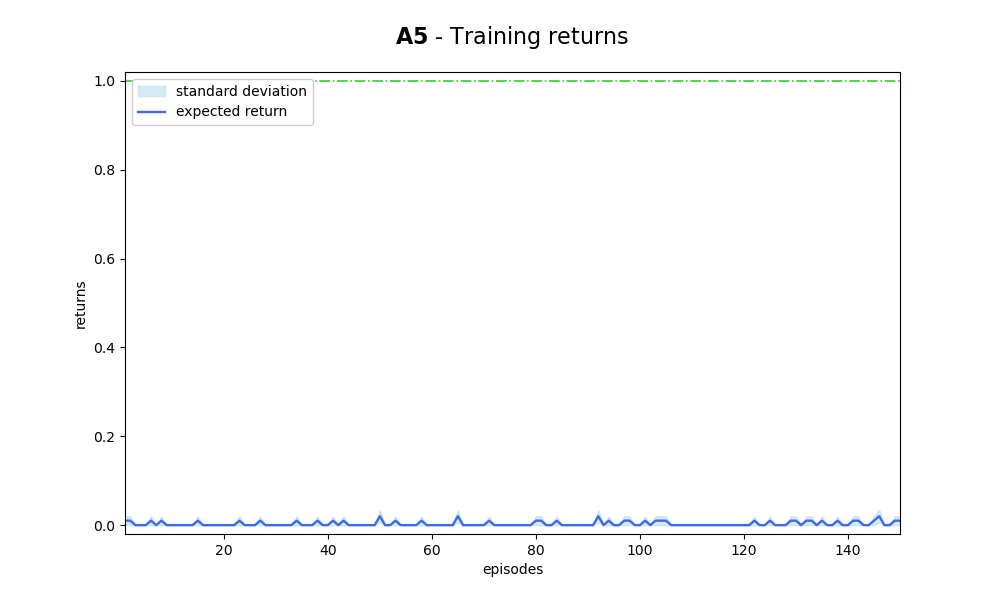 A5 - Training returns
standard deviation
expected return
1.0
0.8
0.6
0.4
0.2
0.0
returns
20 40 60 80 100 120 140
episodes